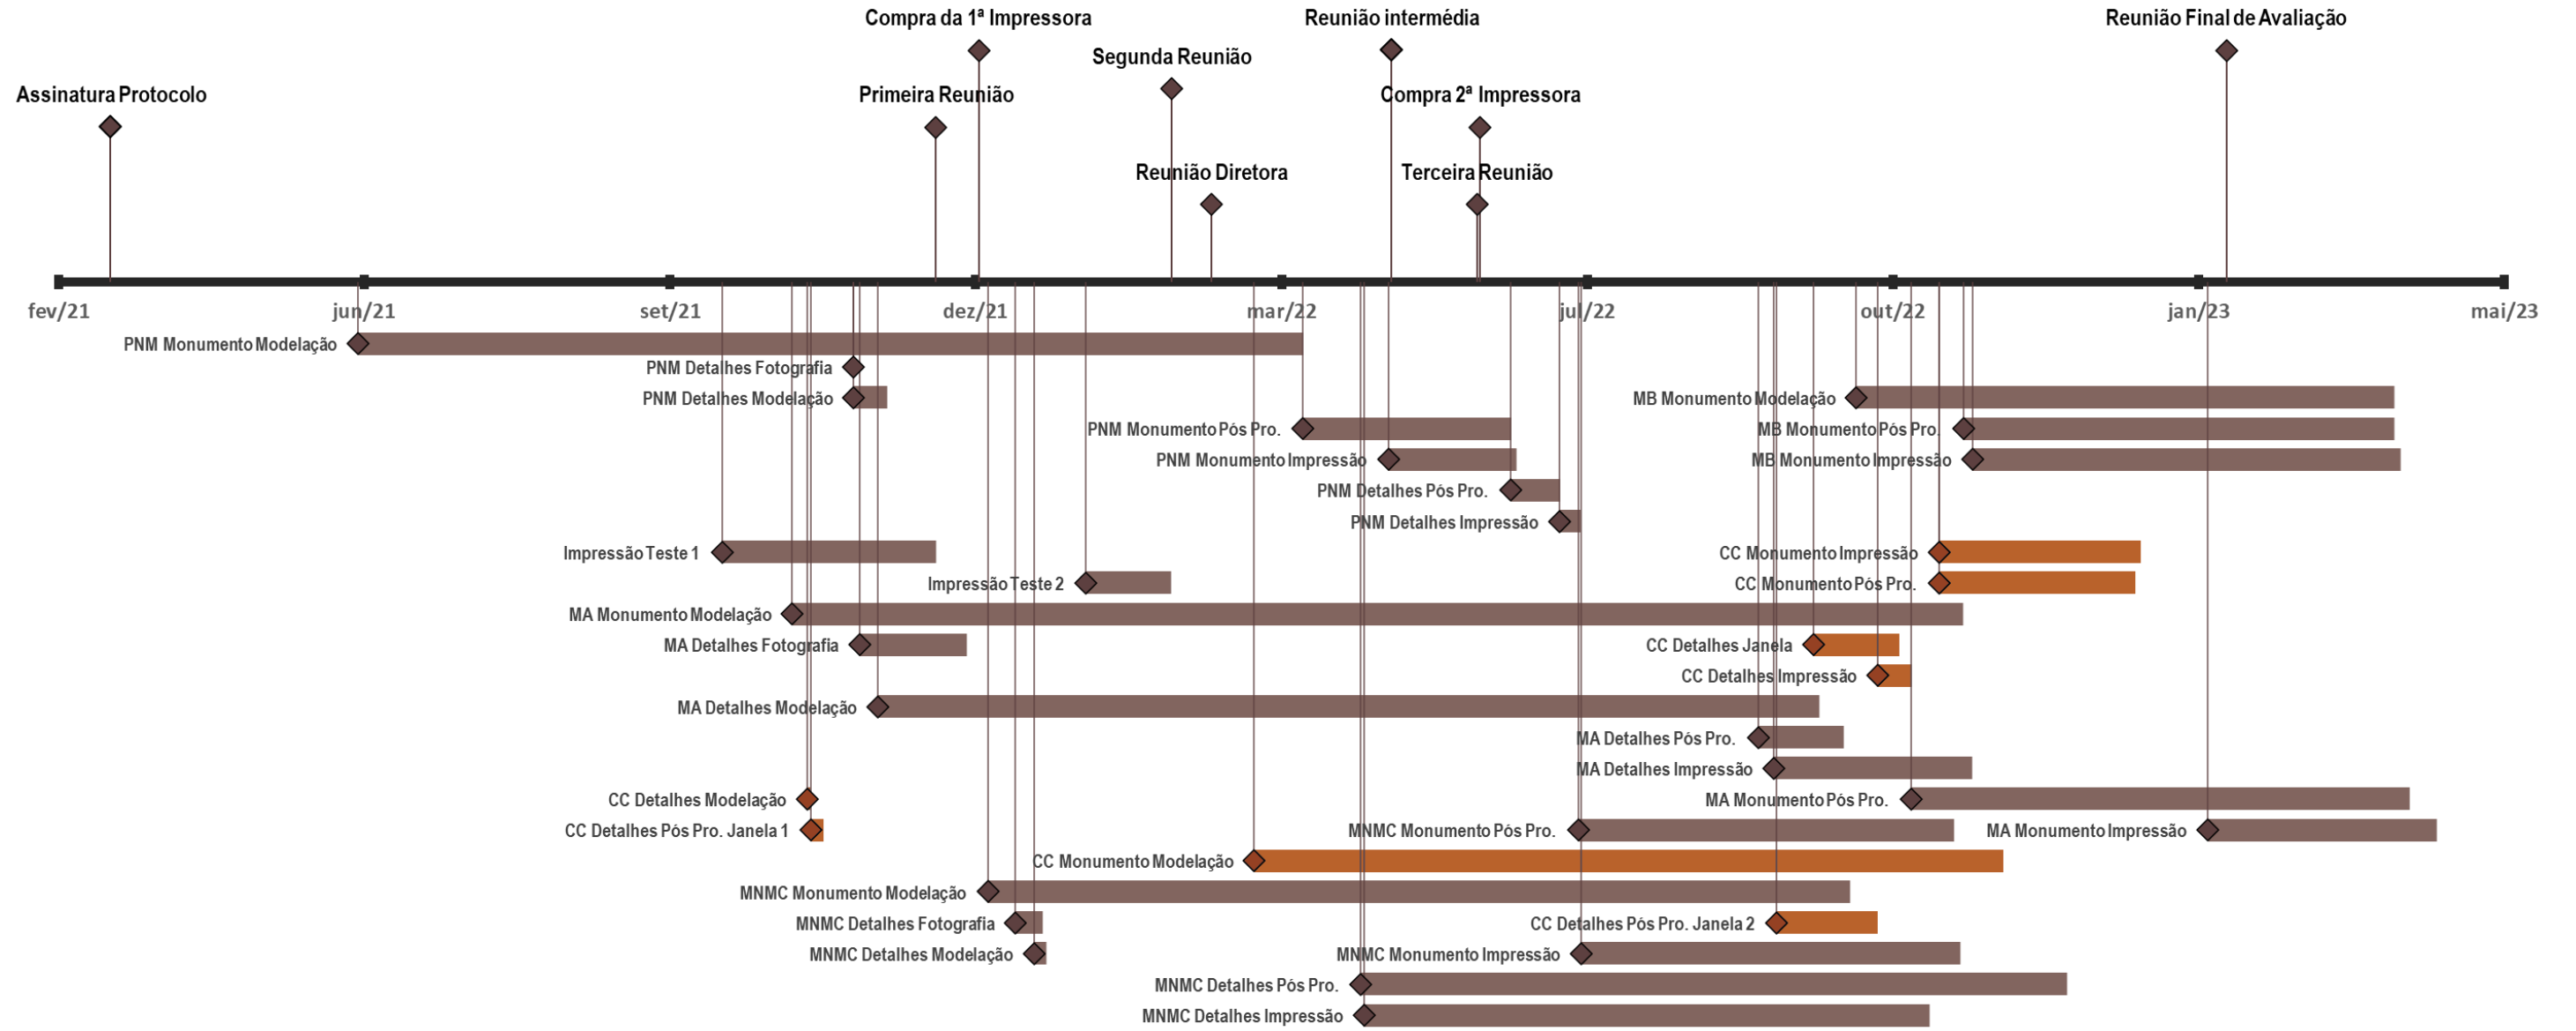 Compra da 1ª Impressora
Reunião intermédia
Reunião Final de Avaliação
Segunda Reunião
Assinatura Protocolo
Primeira Reunião
Compra 2ª Impressora
Reunião Diretora
Terceira Reunião
fev/21
jun/21
set/21
dez/21
mar/22
jul/22
out/22
jan/23
mai/23
PNM Monumento Modelação
PNM Detalhes Fotografia
PNM Detalhes Modelação
MB Monumento Modelação
PNM Monumento Pós Pro.
MB Monumento Pós Pro.
PNM Monumento Impressão
MB Monumento Impressão
PNM Detalhes Pós Pro.
PNM Detalhes Impressão
Impressão Teste 1
CC Monumento Impressão
Impressão Teste 2
CC Monumento Pós Pro.
MA Monumento Modelação
MA Detalhes Fotografia
CC Detalhes Janela
CC Detalhes Impressão
MA Detalhes Modelação
MA Detalhes Pós Pro.
MA Detalhes Impressão
CC Detalhes Modelação
MA Monumento Pós Pro.
CC Detalhes Pós Pro. Janela 1
MNMC Monumento Pós Pro.
MA Monumento Impressão
CC Monumento Modelação
MNMC Monumento Modelação
MNMC Detalhes Fotografia
CC Detalhes Pós Pro. Janela 2
MNMC Detalhes Modelação
MNMC Monumento Impressão
MNMC Detalhes Pós Pro.
MNMC Detalhes Impressão